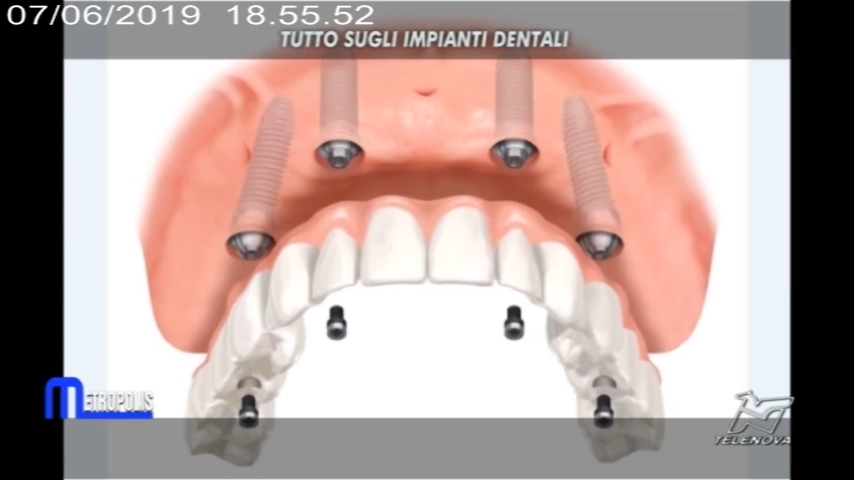 07/06/2019 18.55.52
TUTTO SUGLI IMPIANTI DENTALI
METROPOLIS
TELENOVA